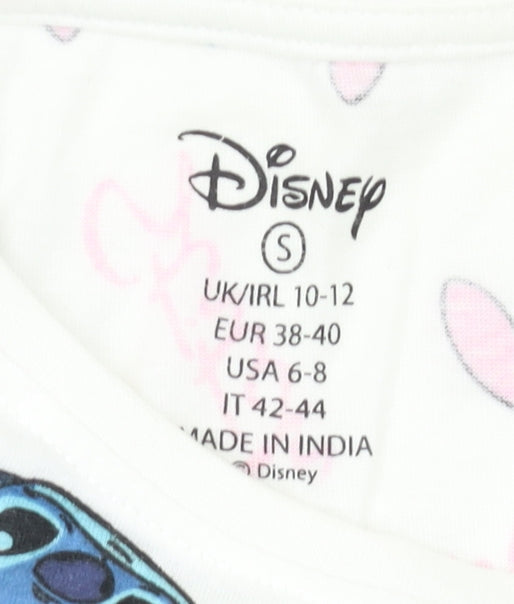 Disney
S
UK/IRL 10-12
EUR 38-40
USA 6-8
IT 42-44
MADE IN INDIA
© Disney